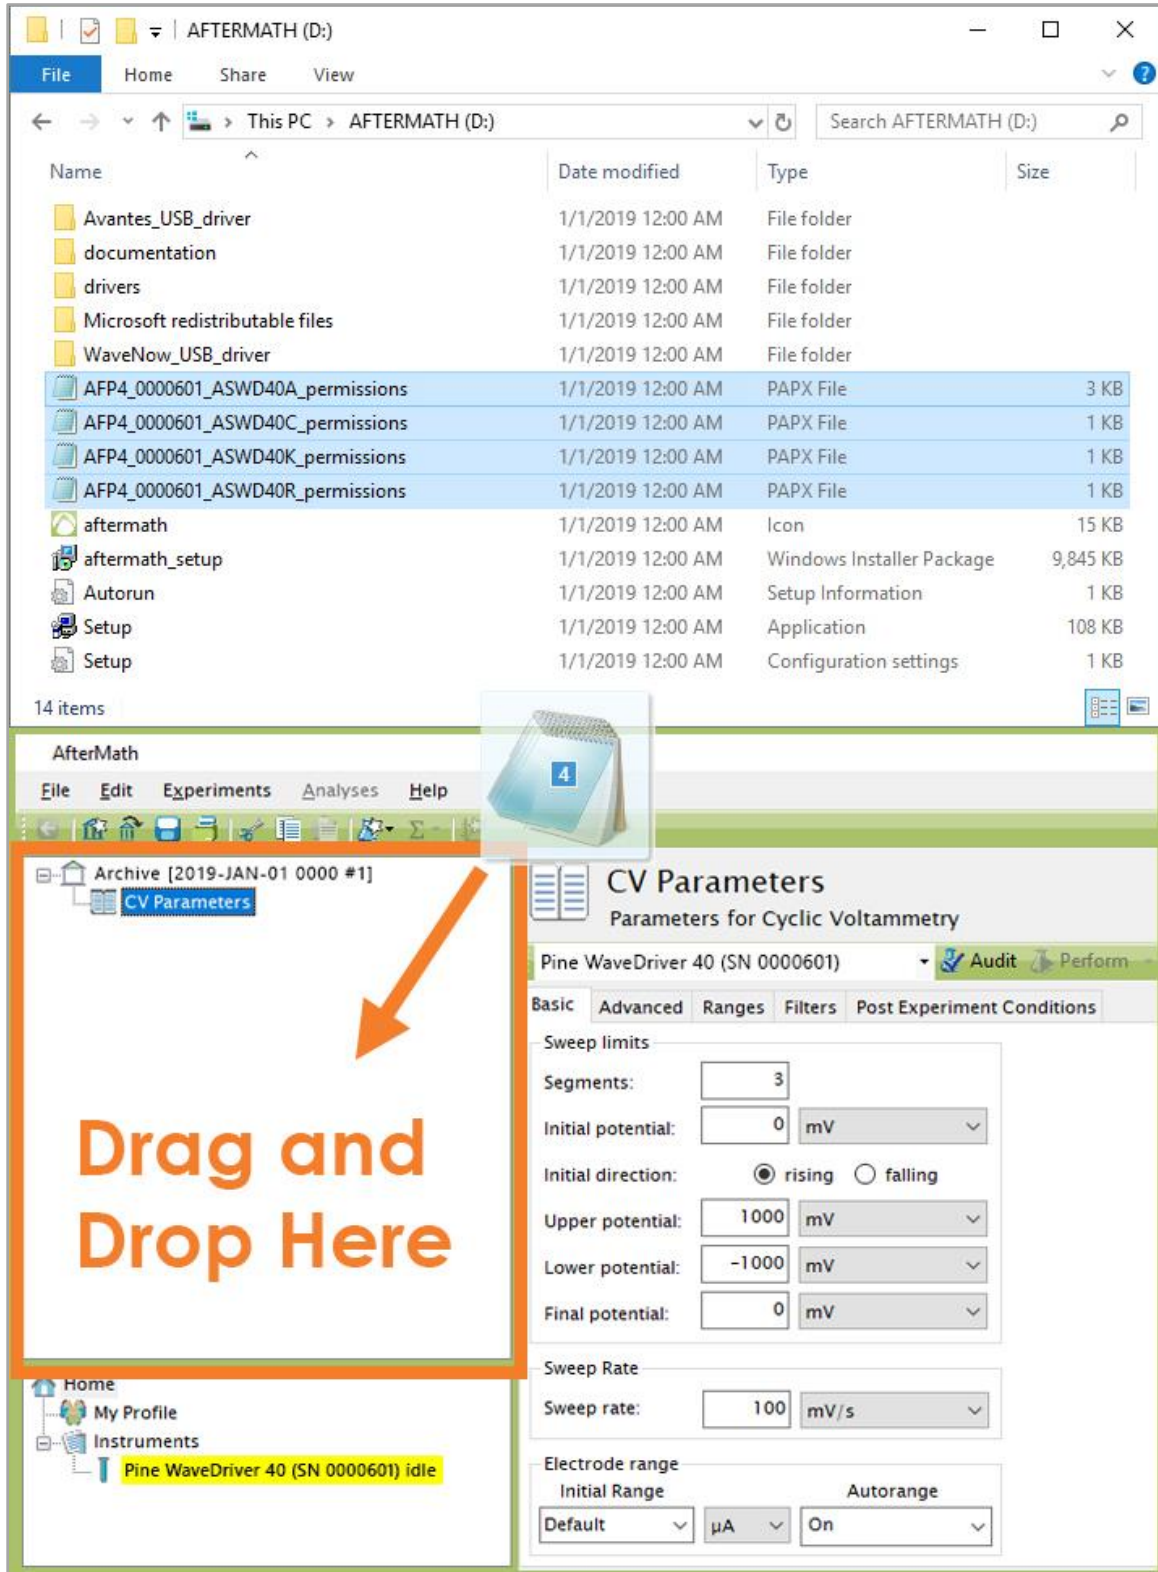 AFTERMATH (D:)
File Home Share View
This PC > AFTERMATH (D:) Search AFTERMATH (D:)
Name Date modified Type Size
Avantes_USB_driver 1/1/2019 12:00 AM File folder
documentation 1/1/2019 12:00 AM File folder
drivers 1/1/2019 12:00 AM File folder
Microsoft redistributable files 1/1/2019 12:00 AM File folder
WaveNow_USB_driver 1/1/2019 12:00 AM File folder
AFP4_0000601_ASWD40A_permissions 1/1/2019 12:00 AM PAPX File 3 KB
AFP4_0000601_ASWD40C_permissions 1/1/2019 12:00 AM PAPX File 1 KB
AFP4_0000601_ASWD40K_permissions 1/1/2019 12:00 AM PAPX File 1 KB
AFP4_0000601_ASWD40R_permissions 1/1/2019 12:00 AM PAPX File 1 KB
aftermath 1/1/2019 12:00 AM Icon 15 KB
aftermath_setup 1/1/2019 12:00 AM Windows Installer Package 9,845 KB
Autorun 1/1/2019 12:00 AM Setup Information 1 KB
Setup 1/1/2019 12:00 AM Application 108 KB
Setup 1/1/2019 12:00 AM Configuration settings 1 KB
14 items
4
AfterMath
File Edit Experiments Analyses Help
Archive [2019-JAN-01 0000 #1]
CV Parameters
Drag and
Drop Here
Home
My Profile
Instruments
Pine WaveDriver 40 (SN 0000601) idle
CV Parameters
Parameters for Cyclic Voltammetry
Pine WaveDriver 40 (SN 0000601) Audit Perform
Basic Advanced Ranges Filters Post Experiment Conditions
Sweep limits
Segments: 3
Initial potential: 0 mV
Initial direction: rising falling
Upper potential: 1000 mV
Lower potential: -1000 mV
Final potential: 0 mV
Sweep Rate
Sweep rate: 100 mV/s
Electrode range
Initial Range Autorange
Default µA On